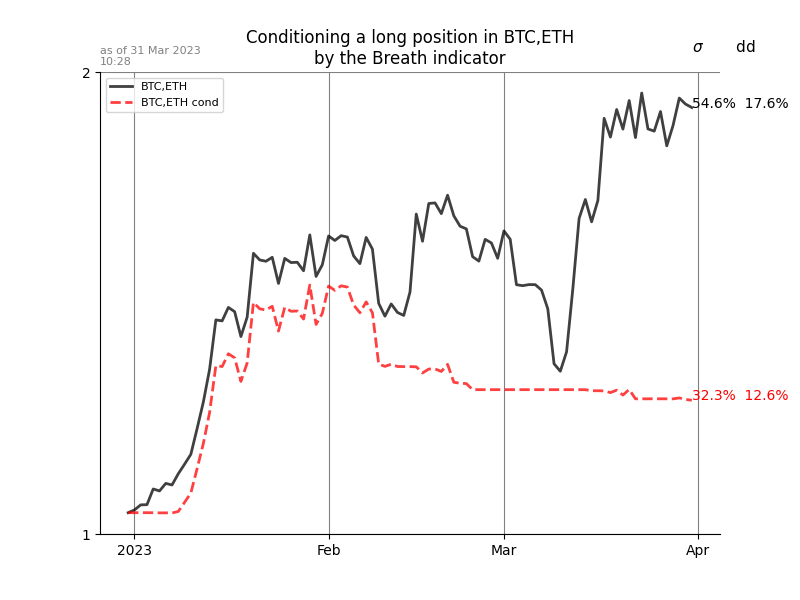 Conditioning a long position in BTC,ETH
by the Breath indicator
as of 31 Mar 2023
10:28
σ dd
2
BTC,ETH
BTC,ETH cond
54.6% 17.6%
32.3% 12.6%
1
2023 Feb Mar Apr